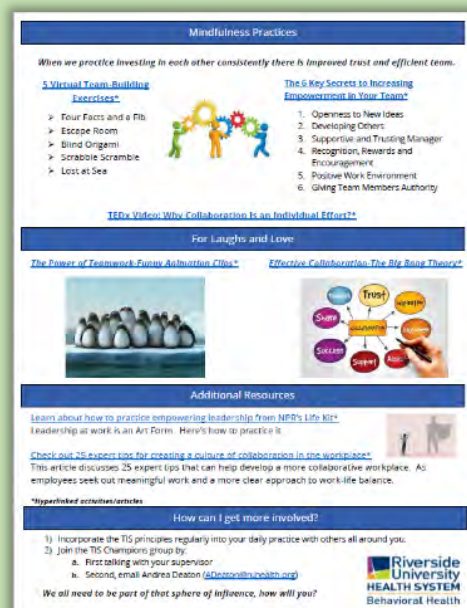 Mindfulness Practices
When we practice investing in each other consistently there is improved trust and efficient team.
5 Virtual Team-Building
Exercises*
➢ Four Facts and a Fib
➢ Escape Room
➢ Blind Origami
➢ Scrabble Scramble
➢ Lost at Sea
The 6 Key Secrets to Increasing
Empowerment in Your Team*
1. Openness to New Ideas
2. Developing Others
3. Supportive and Trusting Manager
4. Recognition, Rewards and
Encouragement
5. Positive Work Environment
6. Giving Team Members Authority
TEDx Video: Why Collaboration Is an Individual Effort?*
For Laughs and Love
The Power of Teamwork-Funny Animation Clips*
Effective Collaboration-The Big Bang Theory*
Trust
Share
Success
Support
Additional Resources
Learn about how to practice empowering leadership from NPR's Life Kit*
Leadership at work is an Art Form. Here's how to practice it
Check out 25 expert tips for creating a culture of collaboration in the workplace*
This article discusses 25 expert tips that can help develop a more collaborative workplace. As
employees seek out meaningful work and a more clear approach to work-life balance.
*Hyperlinked activities/articles
How can I get more involved?
1) Incorporate the TIS principles regularly into your daily practice with others all around you.
2) Join the TIS Champions group by:
a. First talking with your supervisor
b. Second, email Andrea Deaton (ADeaton@ruhealth.org)
We all need to be part of that sphere of influence, how will you?
Riverside
University
HEALTH SYSTEM
Behavioral Health